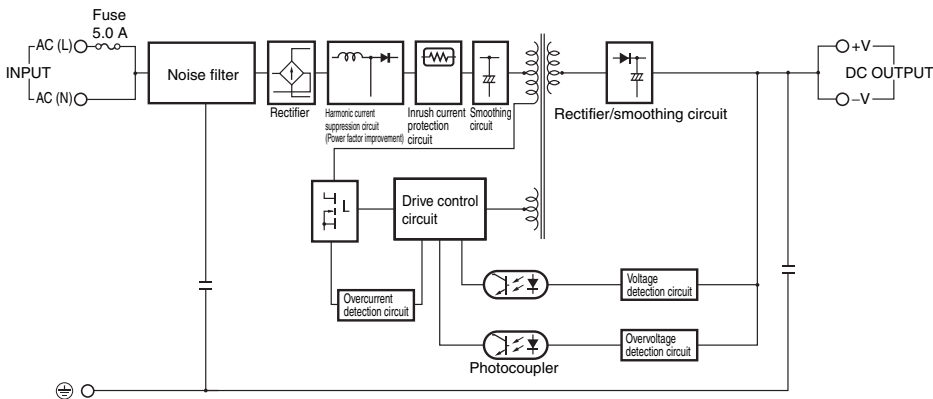 Fuse
5.0 A
AC (L)
INPUT
AC (N)
Noise filter
Rectifier
Harmonic current
suppression circuit
(Power factor improvement)
Inrush current
protection
circuit
Smoothing
circuit
Rectifier/smoothing circuit
+V
DC OUTPUT
–V
Drive control
circuit
Overcurrent
detection circuit
Voltage
detection circuit
Overvoltage
detection circuit
Photocoupler